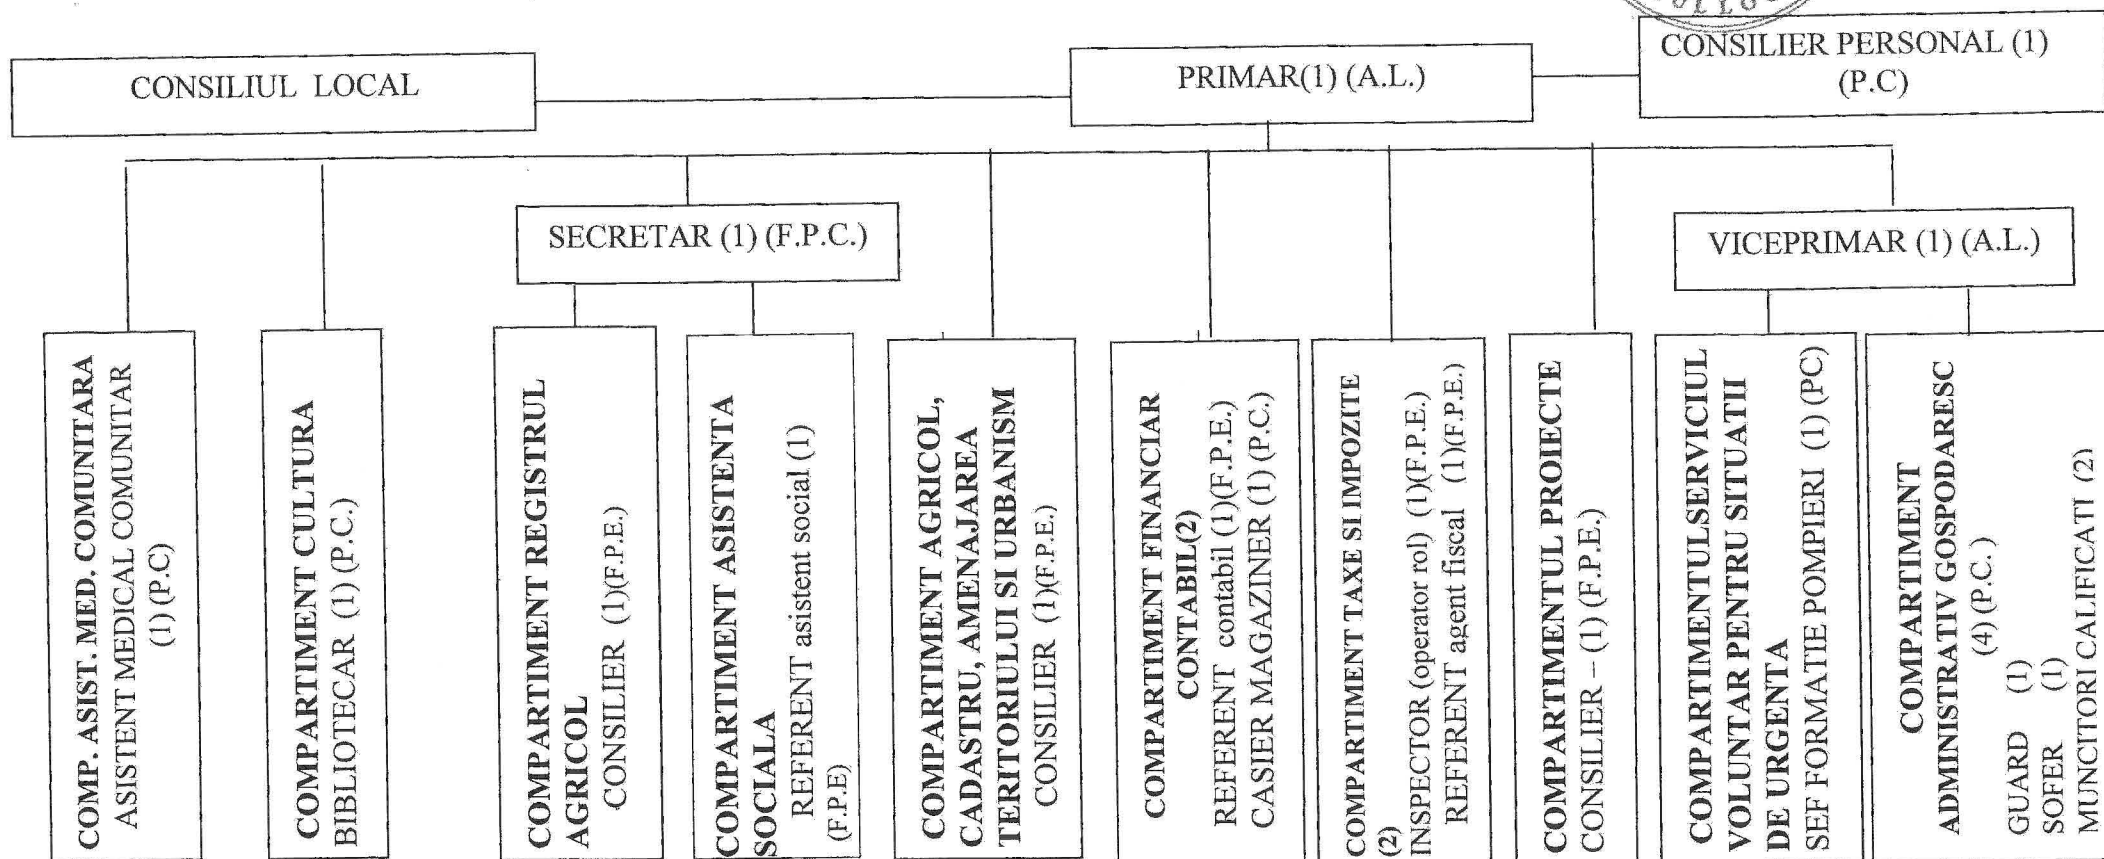 CONSILIUL LOCAL
PRIMAR(1) (A.L.)
CONSILIER PERSONAL (1)
(P.C)
SECRETAR (1) (F.P.C.)
VICEPRIMAR (1) (A.L.)
COMP. ASIST. MED. COMUNITARA
ASISTENT MEDICAL COMUNITAR
(1) (P.C)
COMPARTIMENT CULTURA
BIBLIOTECAR (1) (P.C.)
COMPARTIMENT REGISTRUL
AGRICOL
CONSILIER (1)(F.P.E.)
COMPARTIMENT ASISTENTA
SOCIALA
REFERENT asistent social (1)
(F.P.E)
COMPARTIMENT AGRICOL,
CADASTRU, AMENAJAREA
TERITORIULUI SI URBANISM
CONSILIER (1)(F.P.E.)
COMPARTIMENT FINANCIAR
CONTABIL(2)
REFERENT contabil (1)(F.P.E.)
CASIER MAGAZINER (1) (P.C.)
COMPARTIMENT TAXE SI IMPOZITE
(2)
INSPECTOR (operator rol) (1)(F.P.E.)
REFERENT agent fiscal (1)(F.P.E.)
COMPARTIMENTUL PROIECTE
CONSILIER – (1) (F.P.E.)
COMPARTIMENTULSERVICIUL
VOLUNTAR PENTRU SITUATII
DE URGENTA
SEF FORMATIE POMPIERI (1) (PC)
COMPARTIMENT
ADMINISTRATIV GOSPODARESC
(4) (P.C. )
GUARD (1)
SOFER (1)
MUNCITORI CALIFICATI (2)